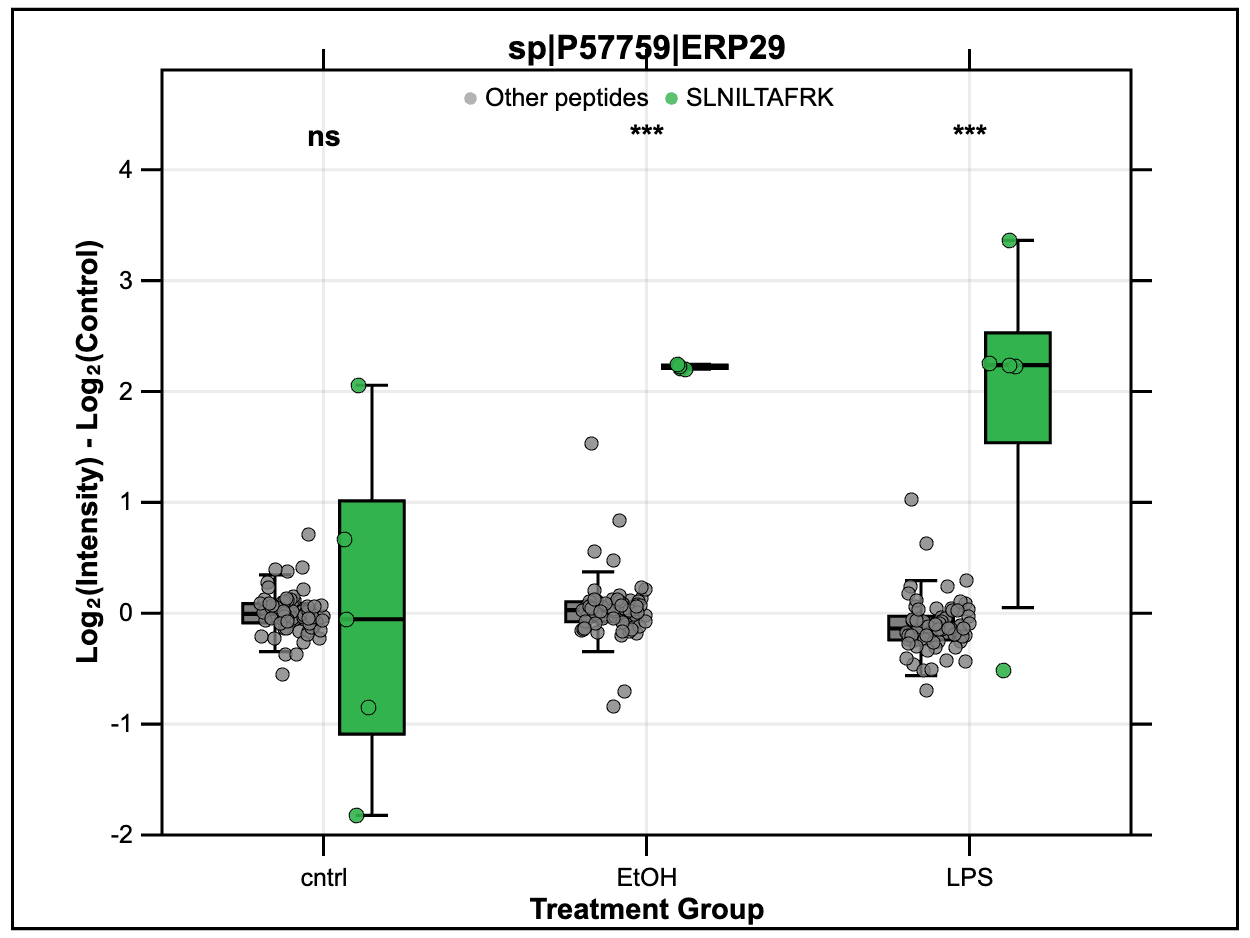 sp|P57759|ERP29
Other peptides SLNILTAFRK
ns *** ***
4
3
2
1
0
-1
-2
Log₂(Intensity) - Log₂(Control)
cntrl EtOH LPS
Treatment Group